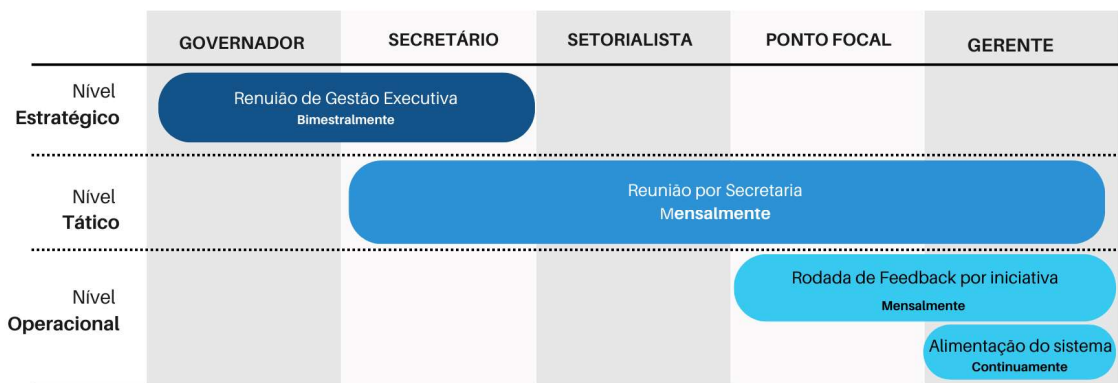 GOVERNADOR SECRETÁRIO SETORIALISTA PONTO FOCAL GERENTE
Nível
Estratégico
Renuião de Gestão Executiva
Bimestralmente
Nível
Tático
Reunião por Secretaria
Mensalmente
Nível
Operacional
Rodada de Feedback por iniciativa
Mensalmente
Alimentação do sistema
Continuamente